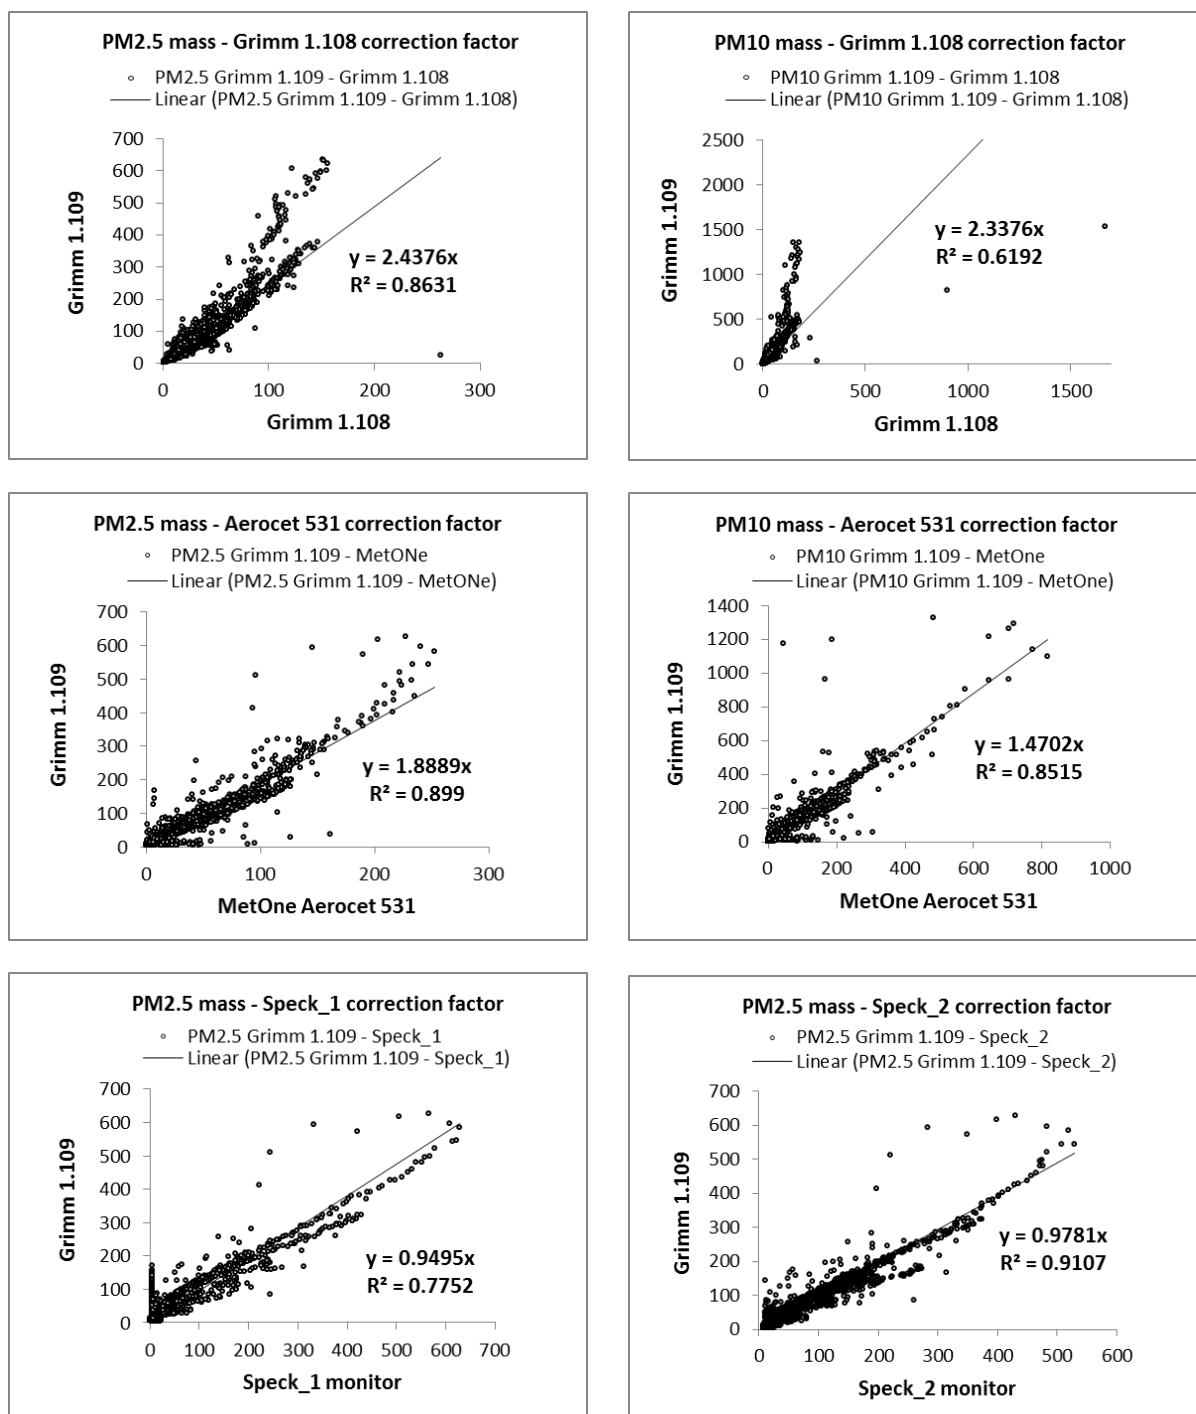 PM2.5 mass - Grimm 1.108 correction factor
PM2.5 Grimm 1.109 - Grimm 1.108
Linear (PM2.5 Grimm 1.109 - Grimm 1.108)
700
600
500
400
300
200
100
0
Grimm 1.109
y = 2.4376x
R² = 0.8631
0 100 200 300
Grimm 1.108
PM10 mass - Grimm 1.108 correction factor
PM10 Grimm 1.109 - Grimm 1.108
Linear (PM10 Grimm 1.109 - Grimm 1.108)
2500
2000
1500
1000
500
0
Grimm 1.109
y = 2.3376x
R² = 0.6192
0 500 1000 1500
Grimm 1.108
PM2.5 mass - Aerocet 531 correction factor
PM2.5 Grimm 1.109 - MetONe
Linear (PM2.5 Grimm 1.109 - MetONe)
700
600
500
400
300
200
100
0
Grimm 1.109
y = 1.8889x
R² = 0.899
0 100 200 300
MetOne Aerocet 531
PM10 mass - Aerocet 531 correction factor
PM10 Grimm 1.109 - MetOne
Linear (PM10 Grimm 1.109 - MetOne)
1400
1200
1000
800
600
400
200
0
Grimm 1.109
y = 1.4702x
R² = 0.8515
0 200 400 600 800 1000
MetOne Aerocet 531
PM2.5 mass - Speck_1 correction factor
PM2.5 Grimm 1.109 - Speck_1
Linear (PM2.5 Grimm 1.109 - Speck_1)
700
600
500
400
300
200
100
0
Grimm 1.109
y = 0.9495x
R² = 0.7752
0 100 200 300 400 500 600 700
Speck_1 monitor
PM2.5 mass - Speck_2 correction factor
PM2.5 Grimm 1.109 - Speck_2
Linear (PM2.5 Grimm 1.109 - Speck_2)
700
600
500
400
300
200
100
0
Grimm 1.109
y = 0.9781x
R² = 0.9107
0 100 200 300 400 500 600
Speck_2 monitor